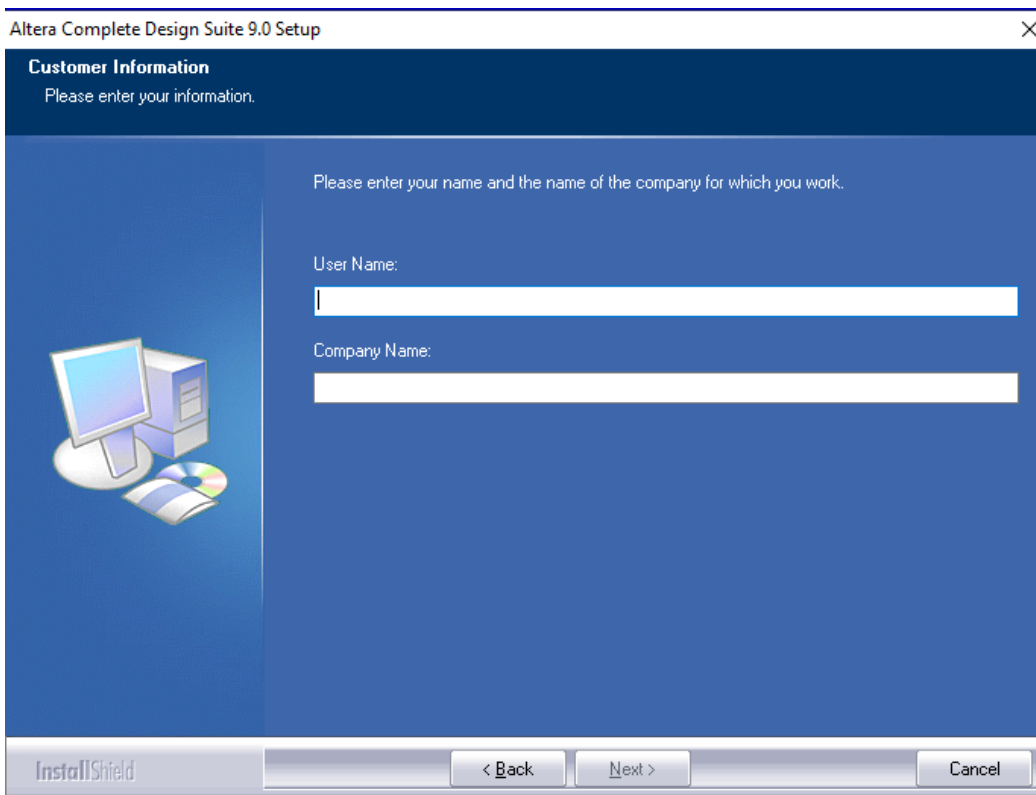 Altera Complete Design Suite 9.0 Setup
Customer Information
Please enter your information.
Please enter your name and the name of the company for which you work.
User Name:
Company Name:
InstallShield
< Back
Next >
Cancel